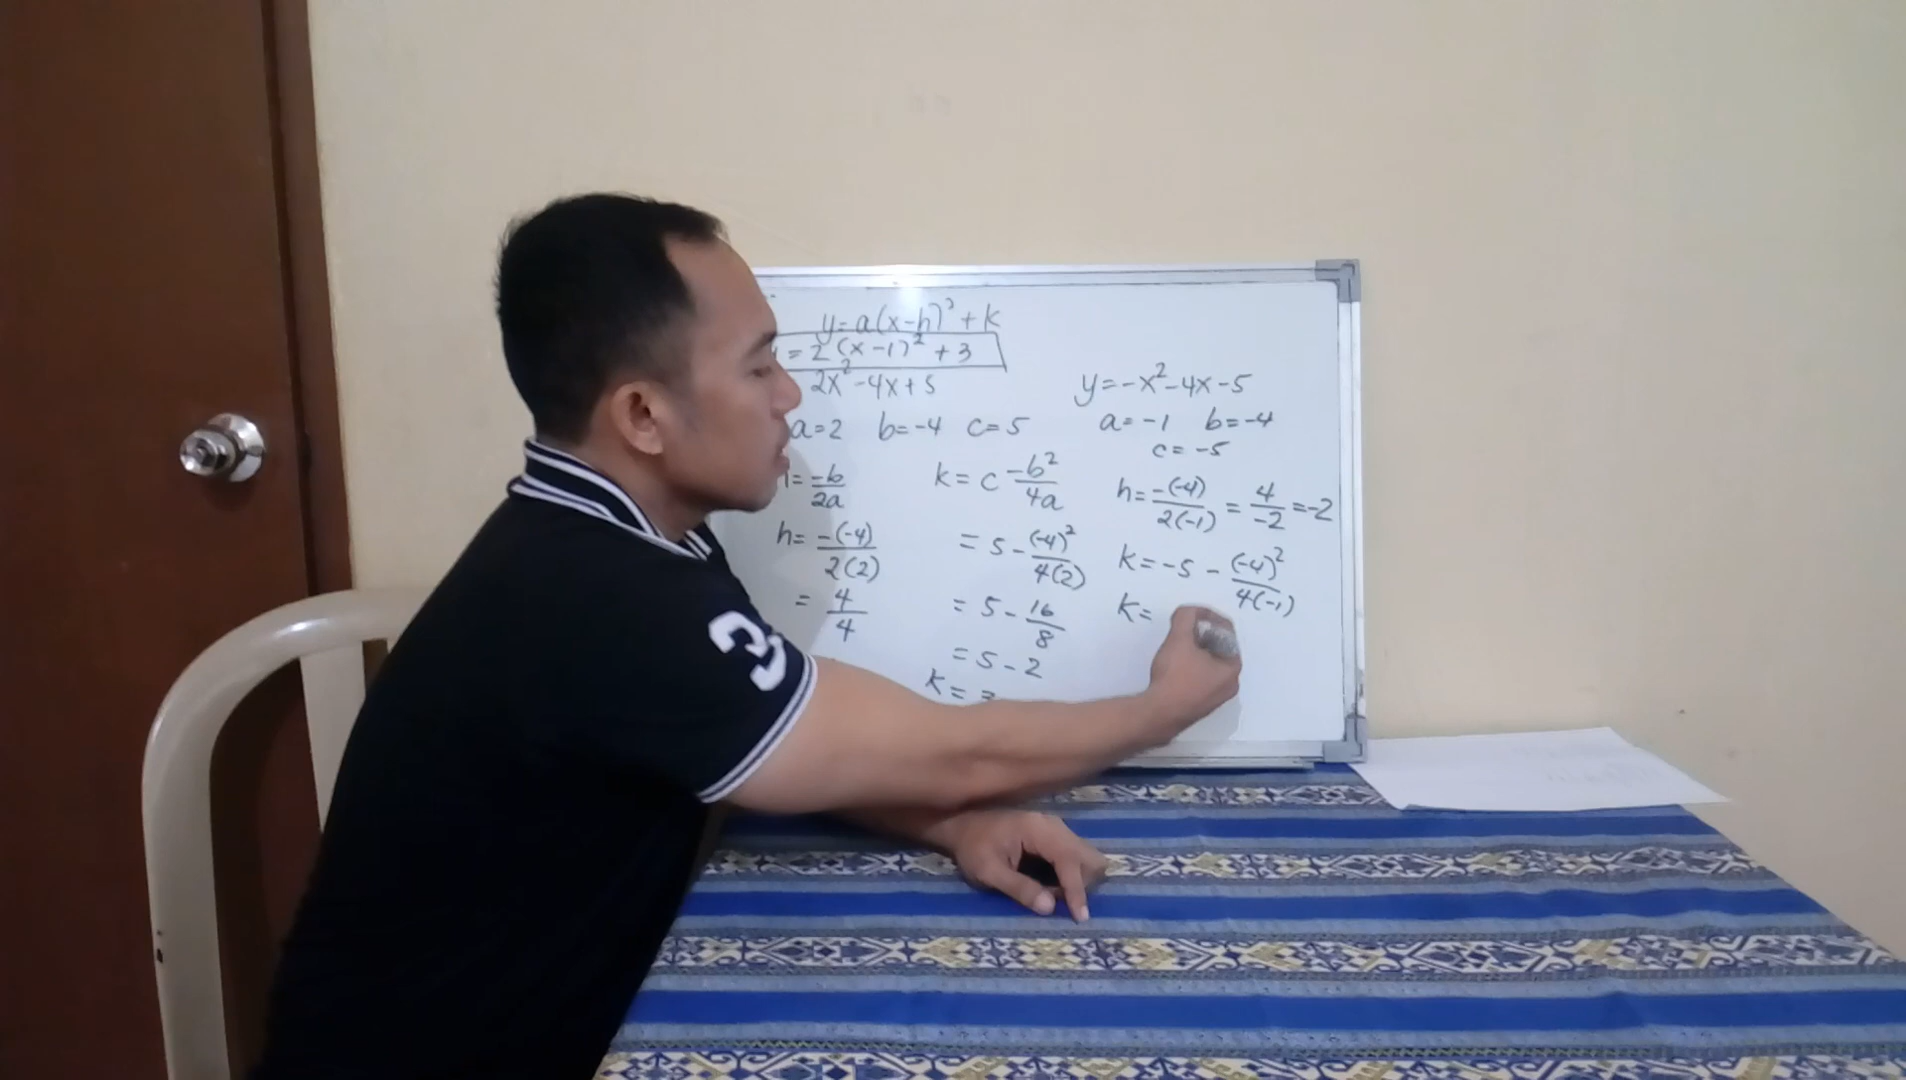 y=a(x-h)² + k
= 2(x-1)² + 3
2x²-4x+5
a=2 b=-4 c=5
= -b/2a
h= -(-4)/2(2)
= 4/4
k= c -b²/4a
= 5 - (-4)²/4(2)
= 5 - 16/8
= 5 - 2
k=
y=-x²-4x-5
a= -1 b=-4
c= -5
h= -(-4)/2(-1) = 4/-2 =-2
k= -5 - (-4)²/4(-1)
k=
3